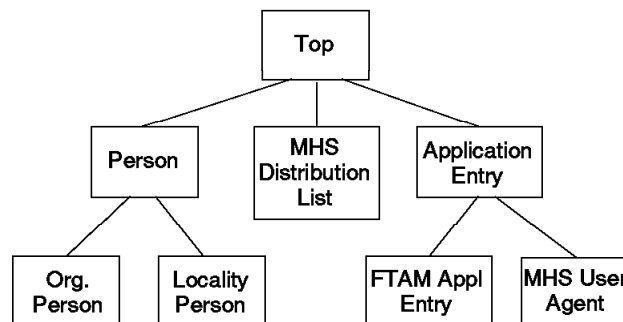 Top
Person
MHS
Distribution
List
Application
Entry
Org.
Person
Locality
Person
FTAM Appl
Entry
MHS User
Agent